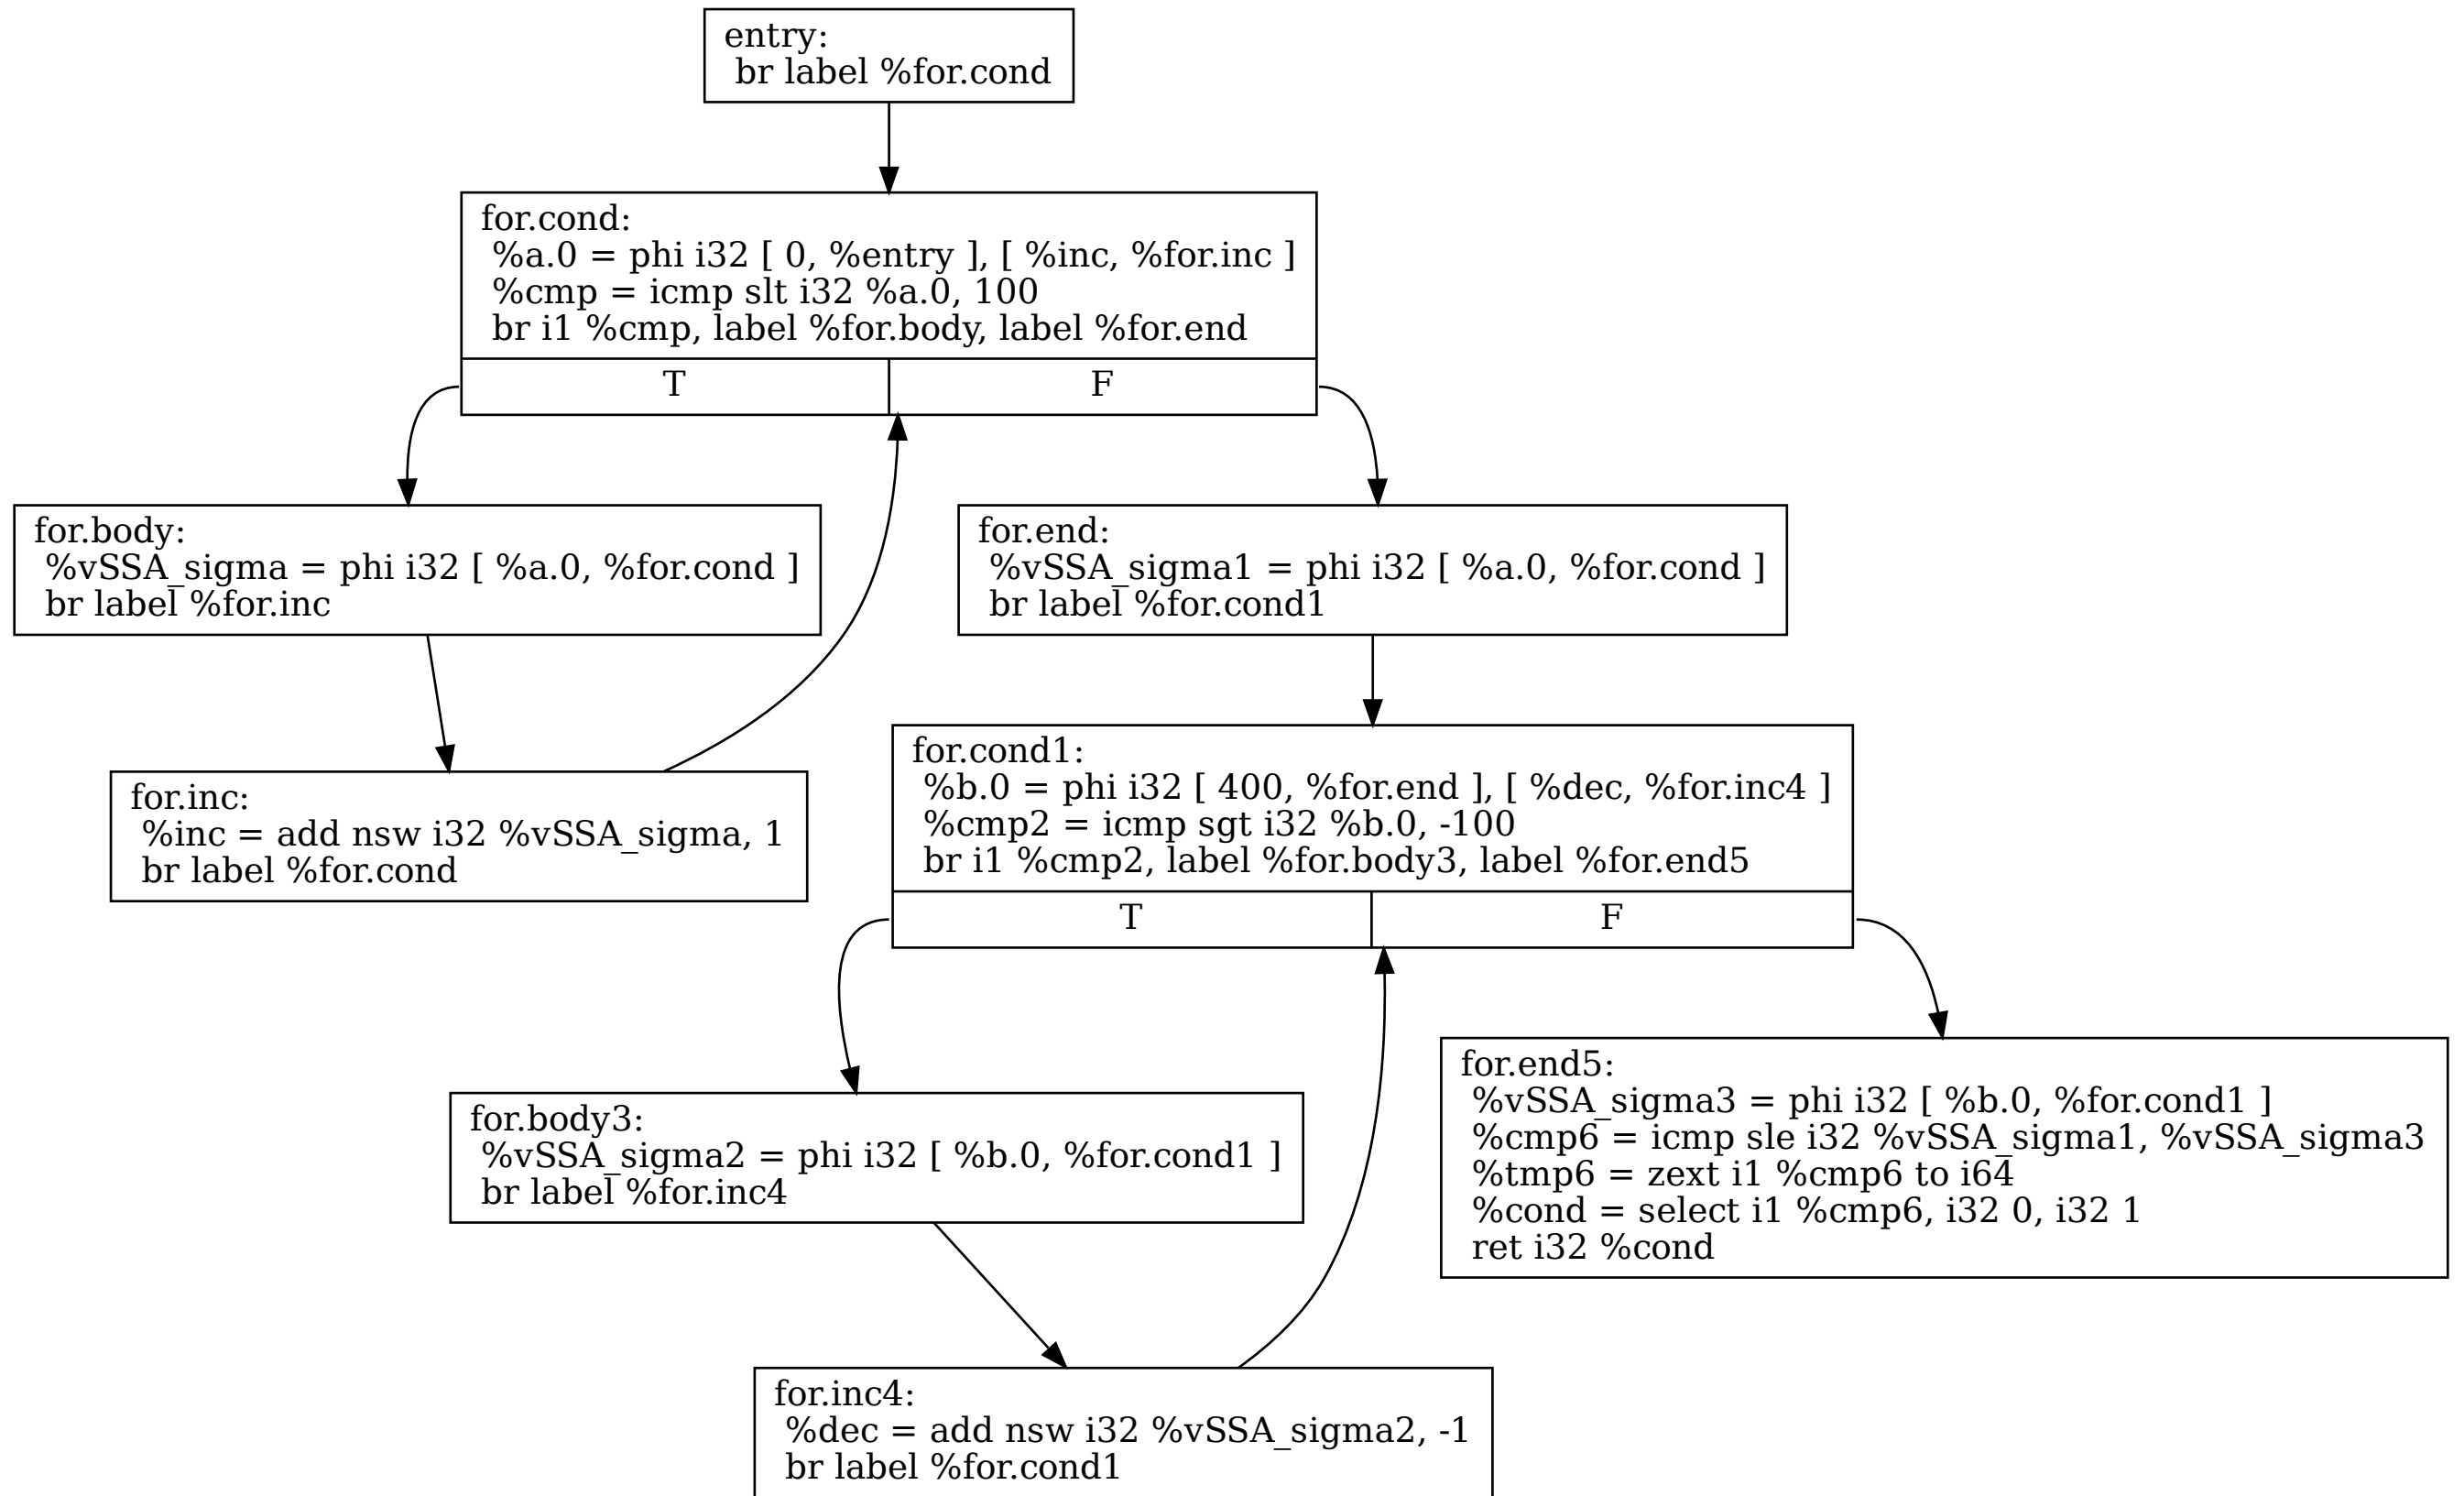 entry:
br label %for.cond
for.cond:
%a.0 = phi i32 [ 0, %entry ], [ %inc, %for.inc ]
%cmp = icmp slt i32 %a.0, 100
br i1 %cmp, label %for.body, label %for.end
T
F
for.body:
%vSSA_sigma = phi i32 [ %a.0, %for.cond ]
br label %for.inc
for.end:
%vSSA_sigma1 = phi i32 [ %a.0, %for.cond ]
br label %for.cond1
for.inc:
%inc = add nsw i32 %vSSA_sigma, 1
br label %for.cond
for.cond1:
%b.0 = phi i32 [ 400, %for.end ], [ %dec, %for.inc4 ]
%cmp2 = icmp sgt i32 %b.0, -100
br i1 %cmp2, label %for.body3, label %for.end5
T
F
for.body3:
%vSSA_sigma2 = phi i32 [ %b.0, %for.cond1 ]
br label %for.inc4
for.end5:
%vSSA_sigma3 = phi i32 [ %b.0, %for.cond1 ]
%cmp6 = icmp sle i32 %vSSA_sigma1, %vSSA_sigma3
%tmp6 = zext i1 %cmp6 to i64
%cond = select i1 %cmp6, i32 0, i32 1
ret i32 %cond
for.inc4:
%dec = add nsw i32 %vSSA_sigma2, -1
br label %for.cond1